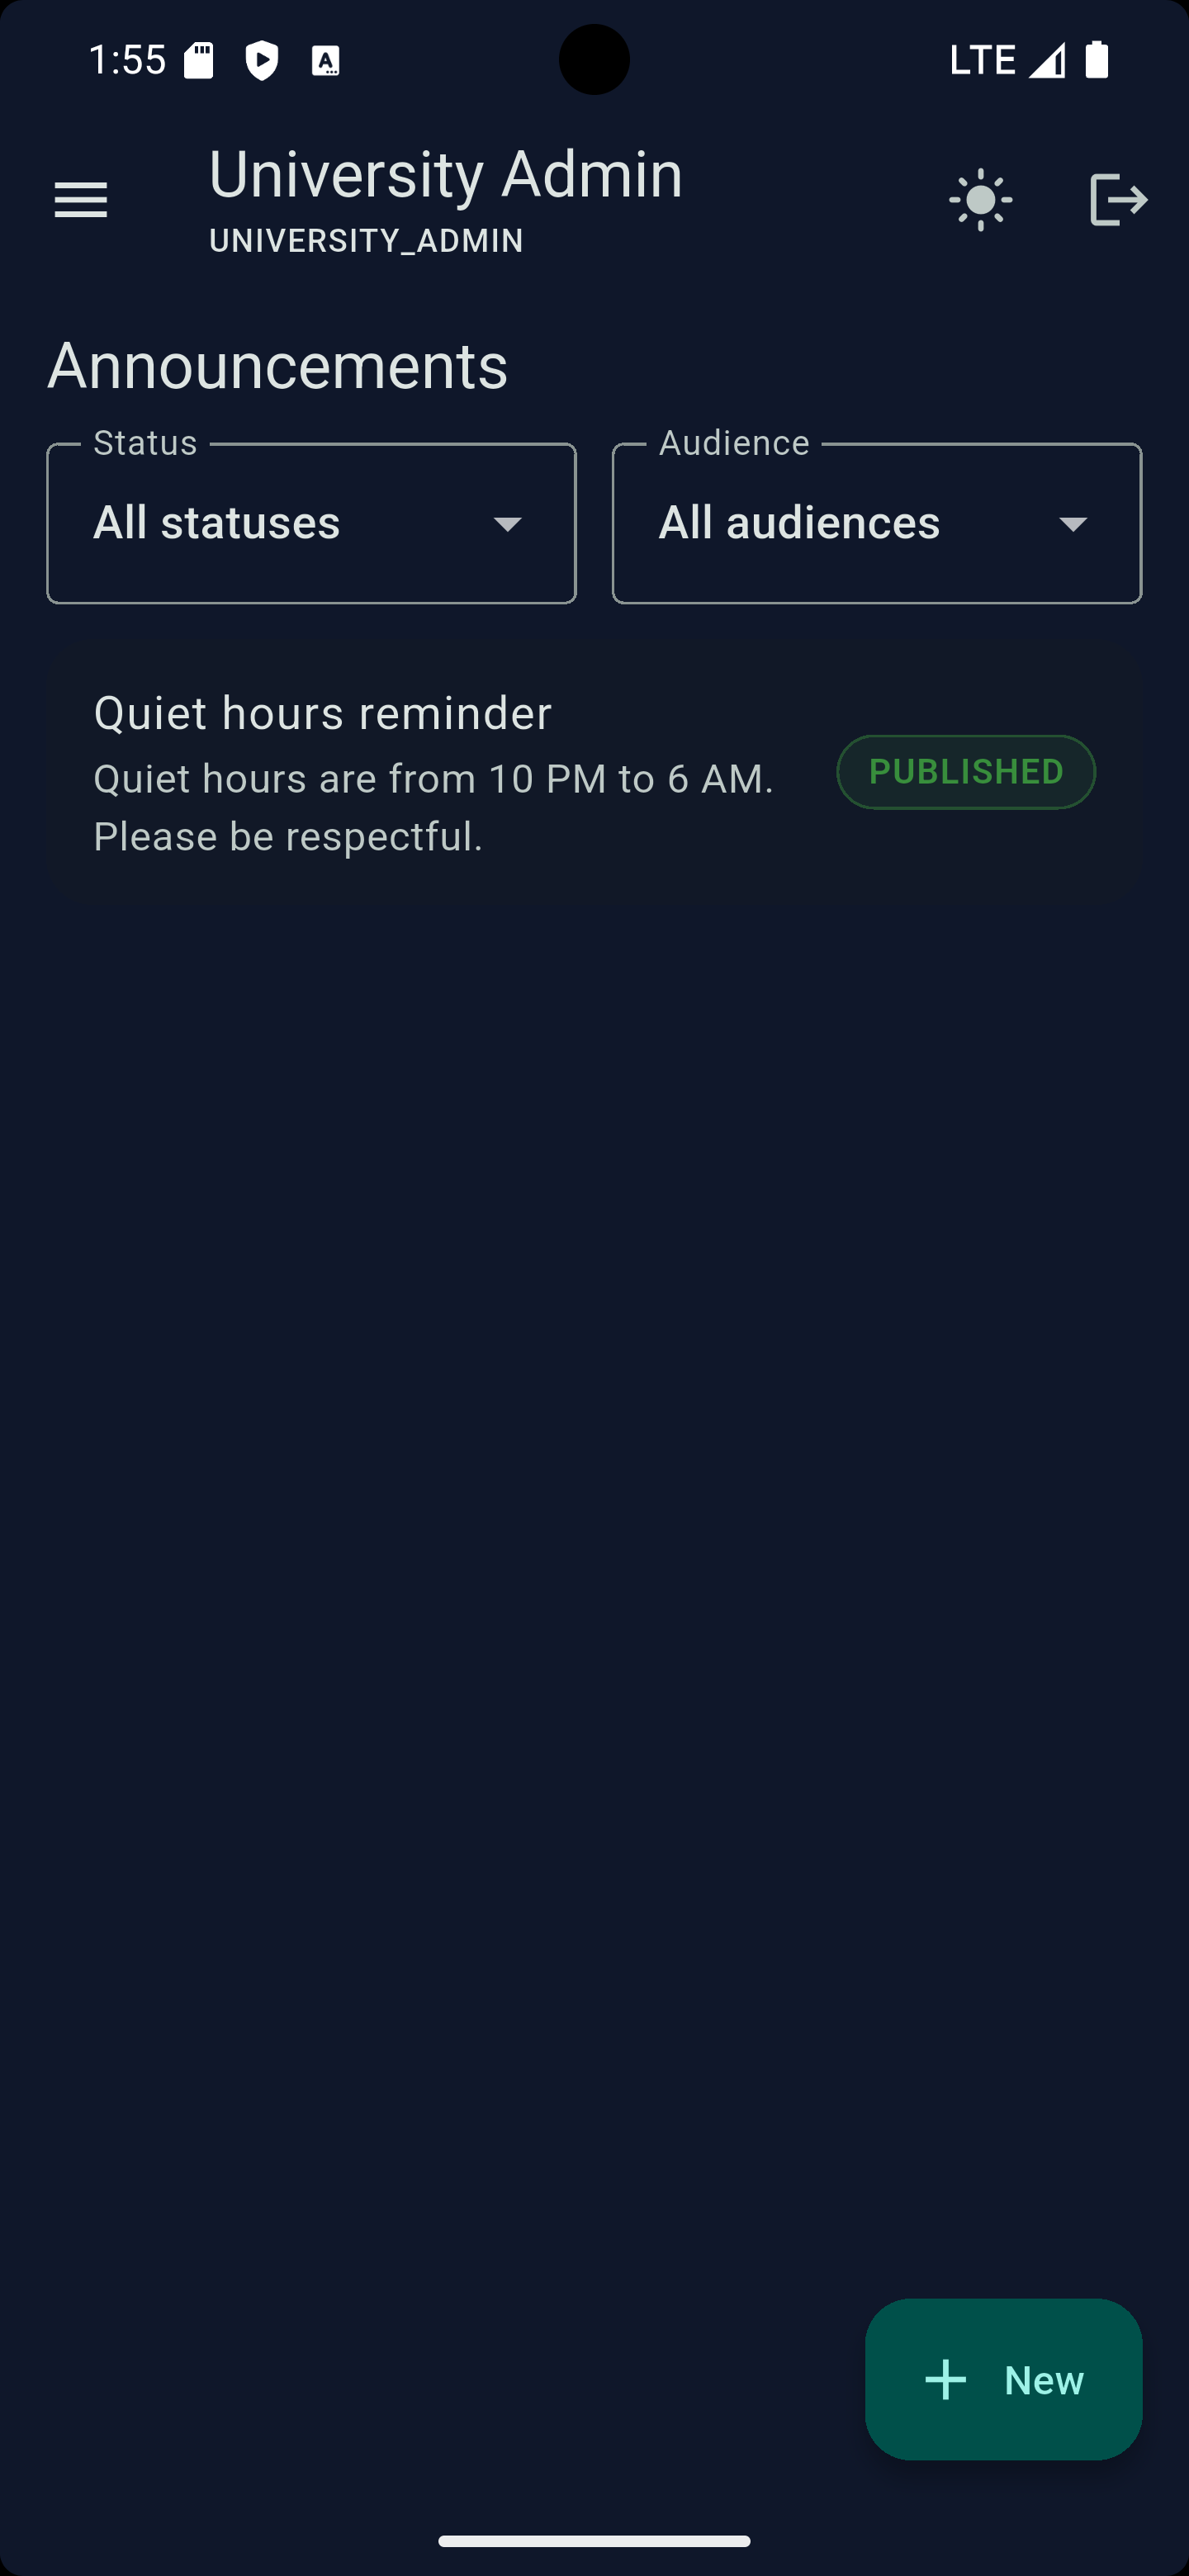 1:55
LTE
University Admin
UNIVERSITY_ADMIN
Announcements
Status
Audience
All statuses
All audiences
Quiet hours reminder
Quiet hours are from 10 PM to 6 AM.
Please be respectful.
PUBLISHED
New